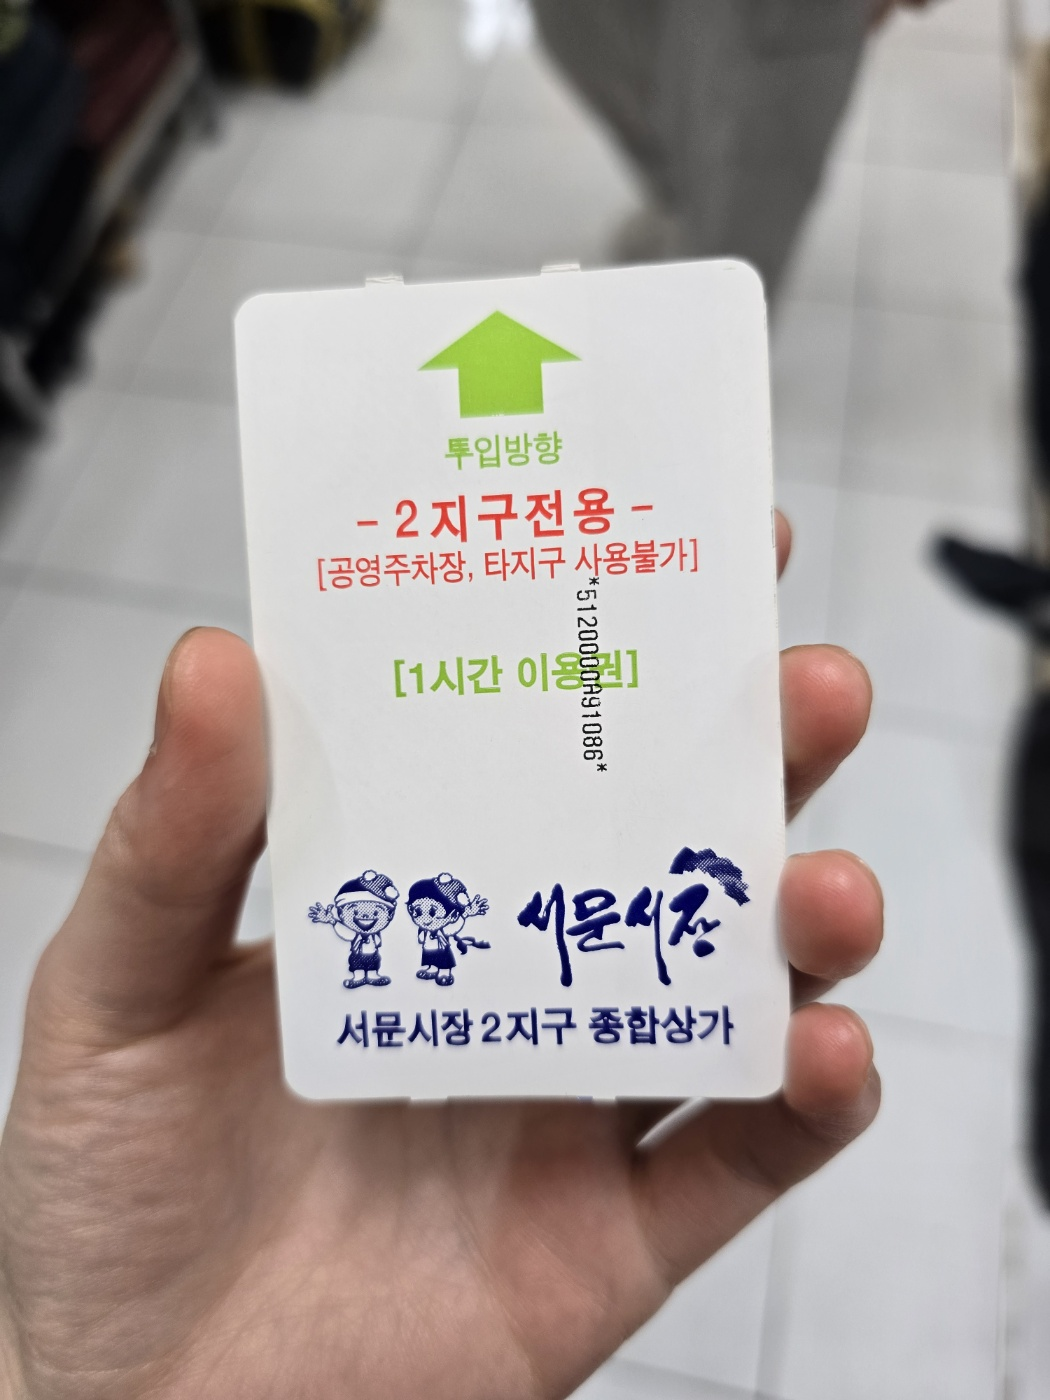 투입방향
- 2지구전용 -
[공영주차장, 타지구 사용불가]
*5120000A91086*
[1시간 이용권]
서문시장
서문시장 2지구 종합상가